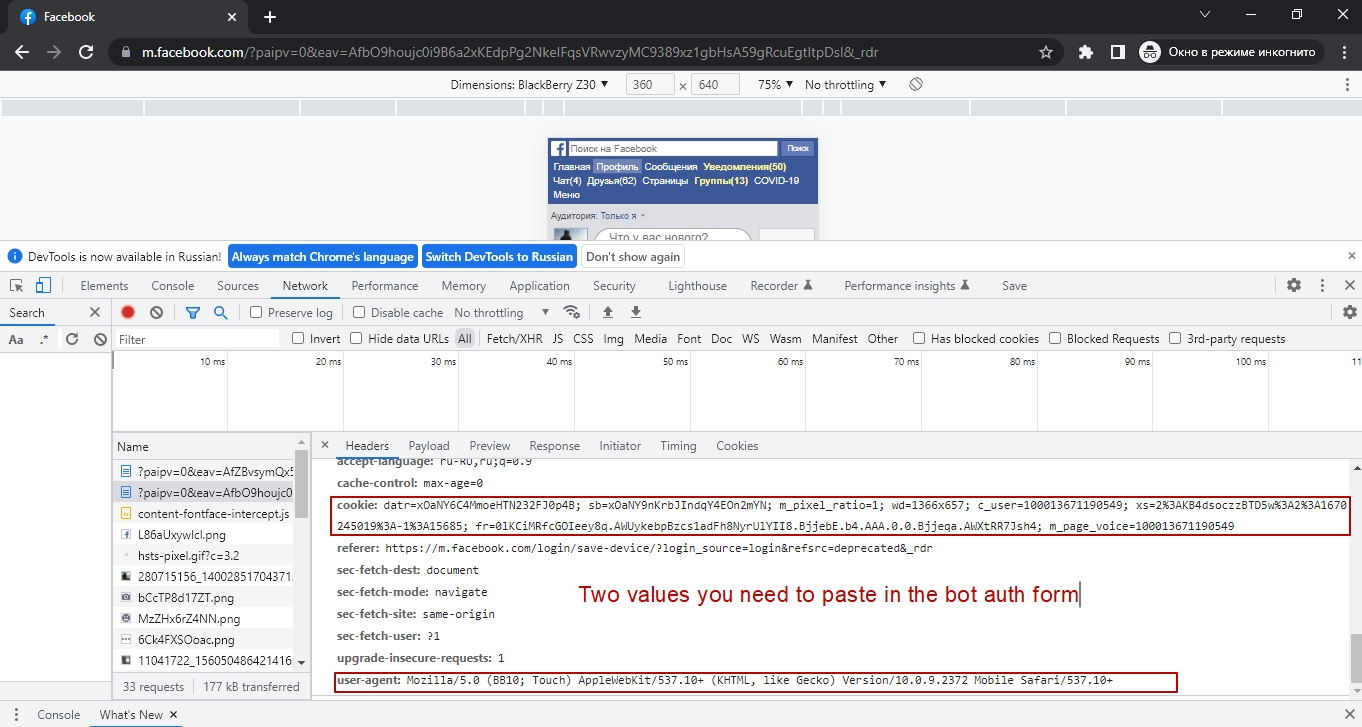 Facebook
m.facebook.com/?paipv=0&eav=AfbO9houjc0i9B6a2xKEdpPg2NkeIFqsVRwvzyMC9389xz1gbHsA59gRcuEgtItpDsI&_rdr
Окно в режиме инкогнито
Dimensions: BlackBerry Z30 ▼ 360 × 640 75% ▼ No throttling ▼
Поиск на Facebook Поиск
Главная Профиль Сообщения Уведомления(50)
Чат(4) Друзья(62) Страницы Группы(13) COVID-19
Меню
Аудитория: Только я
Что у вас нового?
DevTools is now available in Russian! Always match Chrome's language Switch DevTools to Russian Don't show again
Elements Console Sources Network Performance Memory Application Security Lighthouse Recorder Performance insights Save
Search Preserve log Disable cache No throttling ▼
Aa .* Filter Invert Hide data URLs All Fetch/XHR JS CSS Img Media Font Doc WS Wasm Manifest Other Has blocked cookies Blocked Requests 3rd-party requests
10 ms 20 ms 30 ms 40 ms 50 ms 60 ms 70 ms 80 ms 90 ms 100 ms 11
Name
?paipv=0&eav=AfZBvsymQx5
?paipv=0&eav=AfbO9houjc0
content-fontface-intercept.js
L86aUxywIcI.png
hsts-pixel.gif?c=3.2
280715156_14002851704371
bCcTP8d17ZT.png
MzZHx6rZ4NN.png
6Ck4FXSOoac.png
11041722_156050486421416
33 requests 177 kB transferred
Headers Payload Preview Response Initiator Timing Cookies
accept-language: ru-RU,ru;q=0.9
cache-control: max-age=0
cookie: datr=xOaNY6C4MmoeHTN232FJ0p4B; sb=xOaNY9nKrbJIndqY4EOn2mYN; m_pixel_ratio=1; wd=1366x657; c_user=100013671190549; xs=2%3AKB4dsoczzBTD5w%3A2%3A1670
245019%3A-1%3A15685; fr=0lKCiMRfcGOIeey8q.AWUykebpBzcs1adFh8NyrUlYII8.BjjebE.b4.AAA.0.0.Bjjeqa.AWXtRR7Jsh4; m_page_voice=100013671190549
referer: https://m.facebook.com/login/save-device/?login_source=login&refsrc=deprecated&_rdr
sec-fetch-dest: document
sec-fetch-mode: navigate
sec-fetch-site: same-origin
sec-fetch-user: ?1
upgrade-insecure-requests: 1
user-agent: Mozilla/5.0 (BB10; Touch) AppleWebKit/537.10+ (KHTML, like Gecko) Version/10.0.9.2372 Mobile Safari/537.10+
Two values you need to paste in the bot auth form
Console What's New